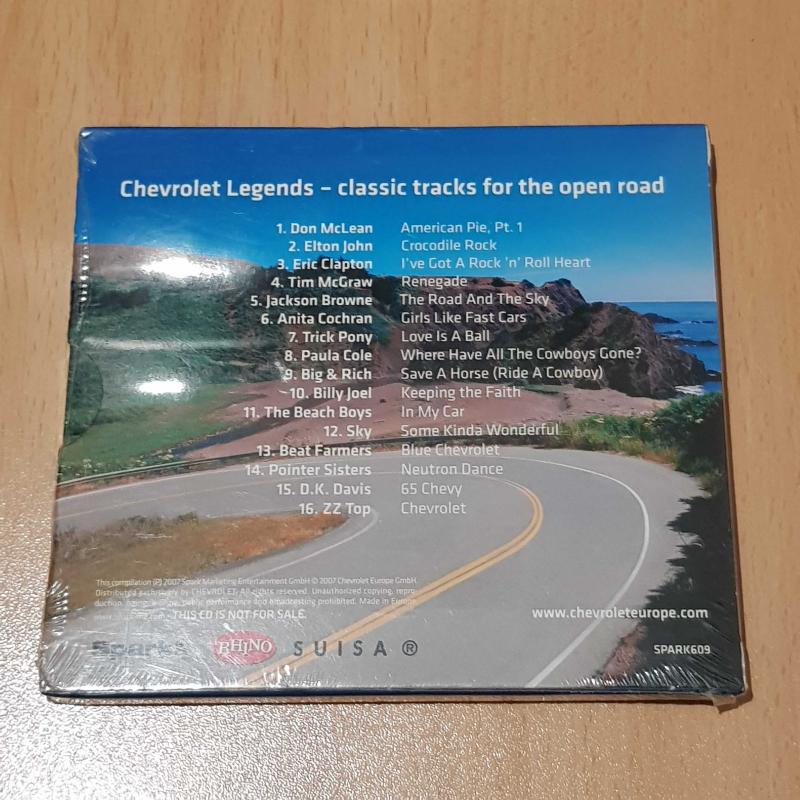 Chevrolet Legends – classic tracks for the open road
1. Don McLean American Pie, Pt. 1
2. Elton John Crocodile Rock
3. Eric Clapton I've Got A Rock 'n' Roll Heart
4. Tim McGraw Renegade
5. Jackson Browne The Road And The Sky
6. Anita Cochran Girls Like Fast Cars
7. Trick Pony Love Is A Ball
8. Paula Cole Where Have All The Cowboys Gone?
9. Big & Rich Save A Horse (Ride A Cowboy)
10. Billy Joel Keeping the Faith
11. The Beach Boys In My Car
12. Sky Some Kinda Wonderful
13. Beat Farmers Blue Chevrolet
14. Pointer Sisters Neutron Dance
15. D.K. Davis 65 Chevy
16. ZZ Top Chevrolet
This compilation (P) 2007 Spark Marketing Entertainment GmbH © 2007 Chevrolet Europe GmbH.
Distributed exclusively by CHEVROLET. All rights reserved. Unauthorized copying, repro-
duction, hiring, public performance and broadcasting prohibited. Made in Europe.
THIS CD IS NOT FOR SALE.
www.chevroleteurope.com
Spark RHINO SUISA ®
SPARK609